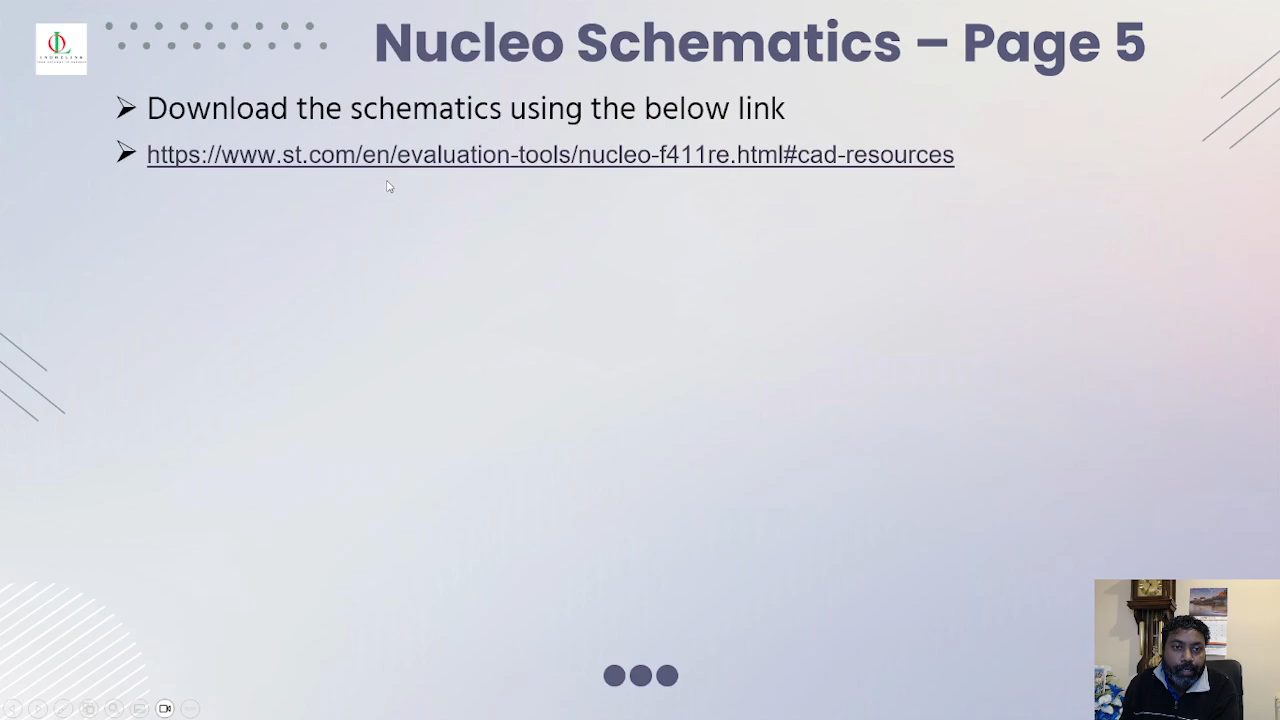 Nucleo Schematics – Page 5
INDOELINK
Download the schematics using the below link
https://www.st.com/en/evaluation-tools/nucleo-f411re.html#cad-resources